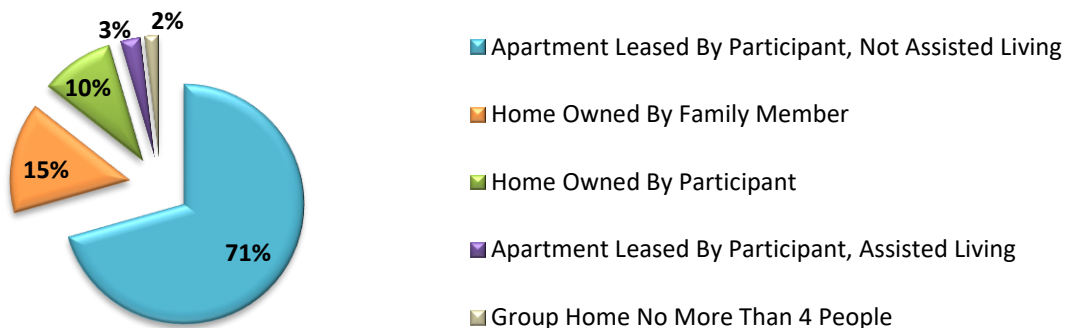 3%
2%
10%
15%
71%
Apartment Leased By Participant, Not Assisted Living
Home Owned By Family Member
Home Owned By Participant
Apartment Leased By Participant, Assisted Living
Group Home No More Than 4 People